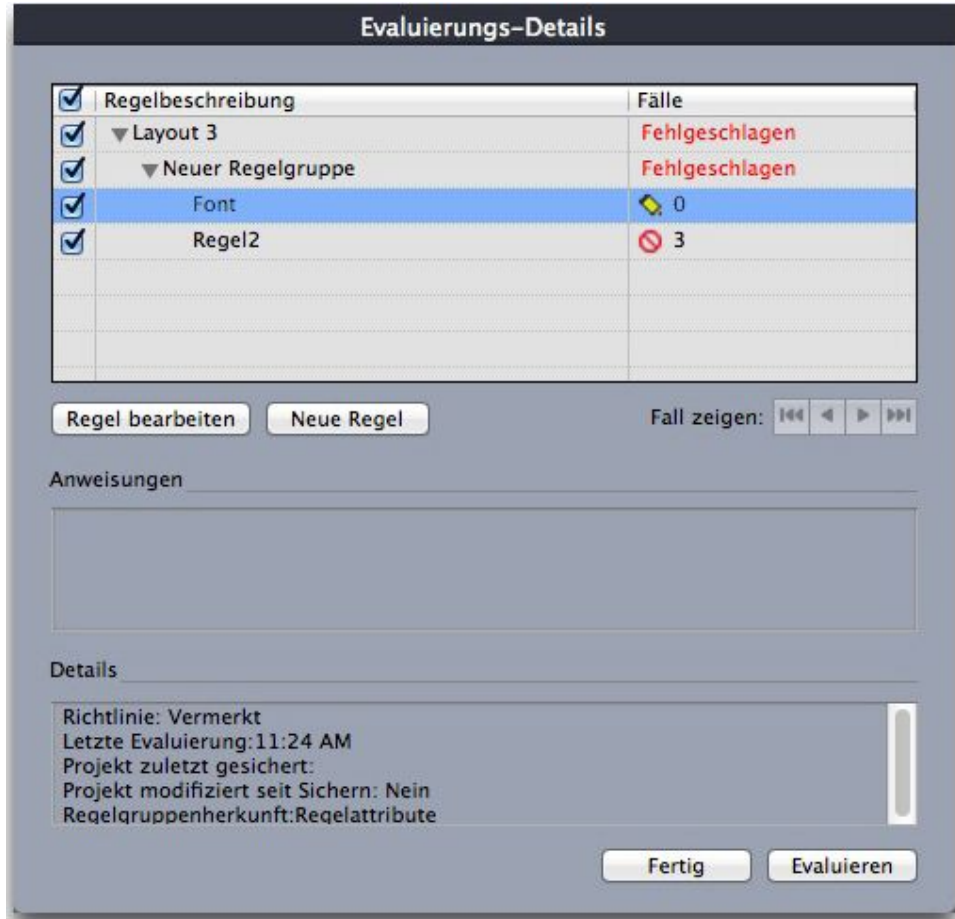 Evaluierungs-Details
Regelbeschreibung Fälle
Layout 3 Fehlgeschlagen
Neuer Regelgruppe Fehlgeschlagen
Font 0
Regel2 3
Regel bearbeiten Neue Regel Fall zeigen:
Anweisungen
Details
Richtlinie: Vermerkt
Letzte Evaluierung:11:24 AM
Projekt zuletzt gesichert:
Projekt modifiziert seit Sichern: Nein
Regelgruppenherkunft:Regelattribute
Fertig Evaluieren